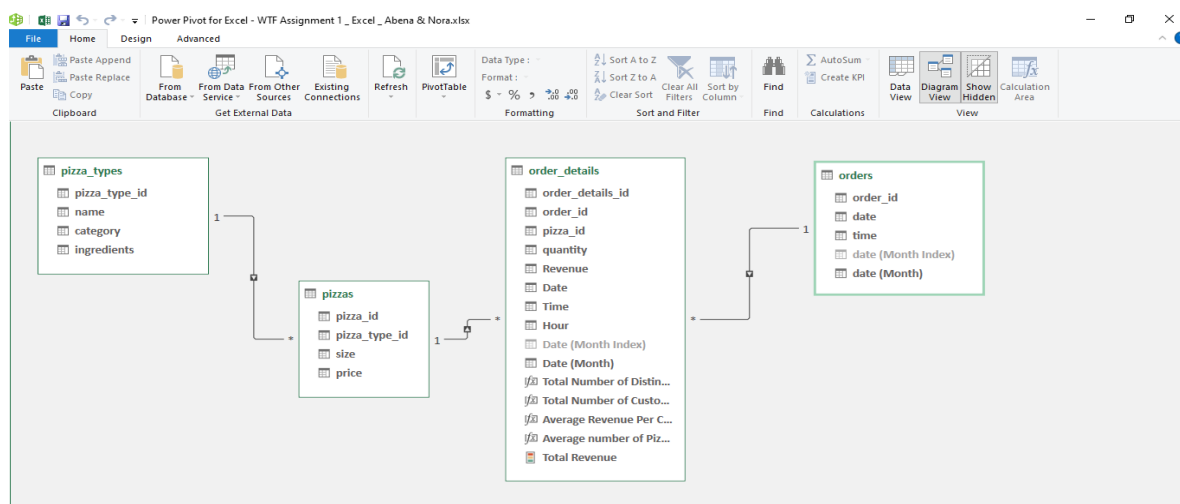 Power Pivot for Excel - WTF Assignment 1 _ Excel _ Abena & Nora.xlsx
File Home Design Advanced
Paste
Paste Append
Paste Replace
Copy
Clipboard
From Database
From Data Service
From Other Sources
Existing Connections
Get External Data
Refresh
PivotTable
Data Type :
Format :
$ % , .00 .00
Formatting
Sort A to Z
Sort Z to A
Clear Sort
Clear All Filters
Sort by Column
Sort and Filter
Find
Find
AutoSum
Create KPI
Calculations
Data View
Diagram View
Show Hidden
Calculation Area
View
pizza_types
pizza_type_id
name
category
ingredients
1
*
pizzas
pizza_id
pizza_type_id
size
price
1
*
order_details
order_details_id
order_id
pizza_id
quantity
Revenue
Date
Time
Hour
Date (Month Index)
Date (Month)
fx Total Number of Distin...
fx Total Number of Custo...
fx Average Revenue Per C...
fx Average number of Piz...
Total Revenue
*
1
orders
order_id
date
time
date (Month Index)
date (Month)